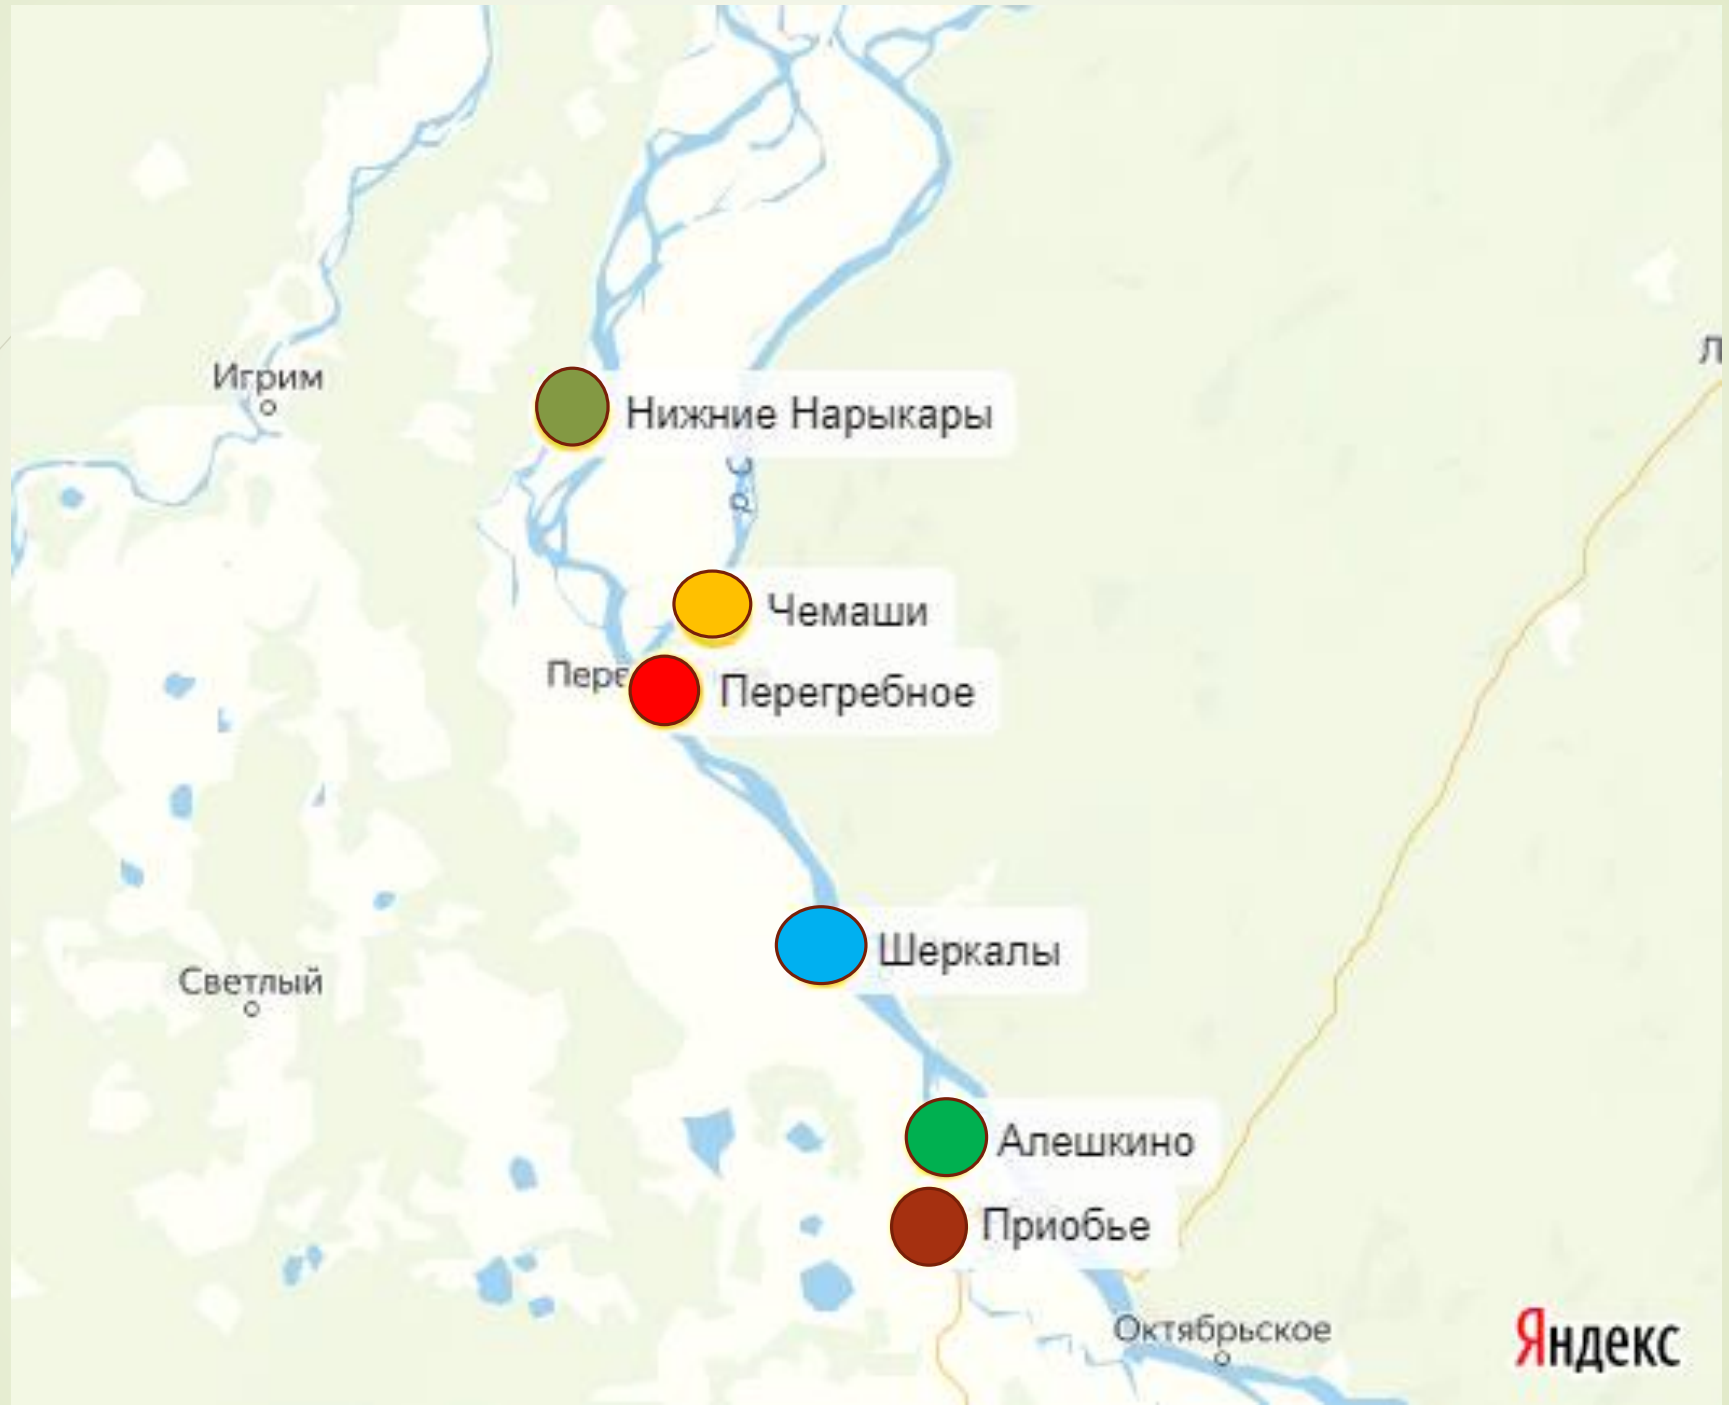 Л
Игрим
Нижние Нарыкары
р. О
Чемаши
Пере
Перегребное
Шеркалы
Светлый
Алешкино
Приобье
Октябрьское
Яндекс